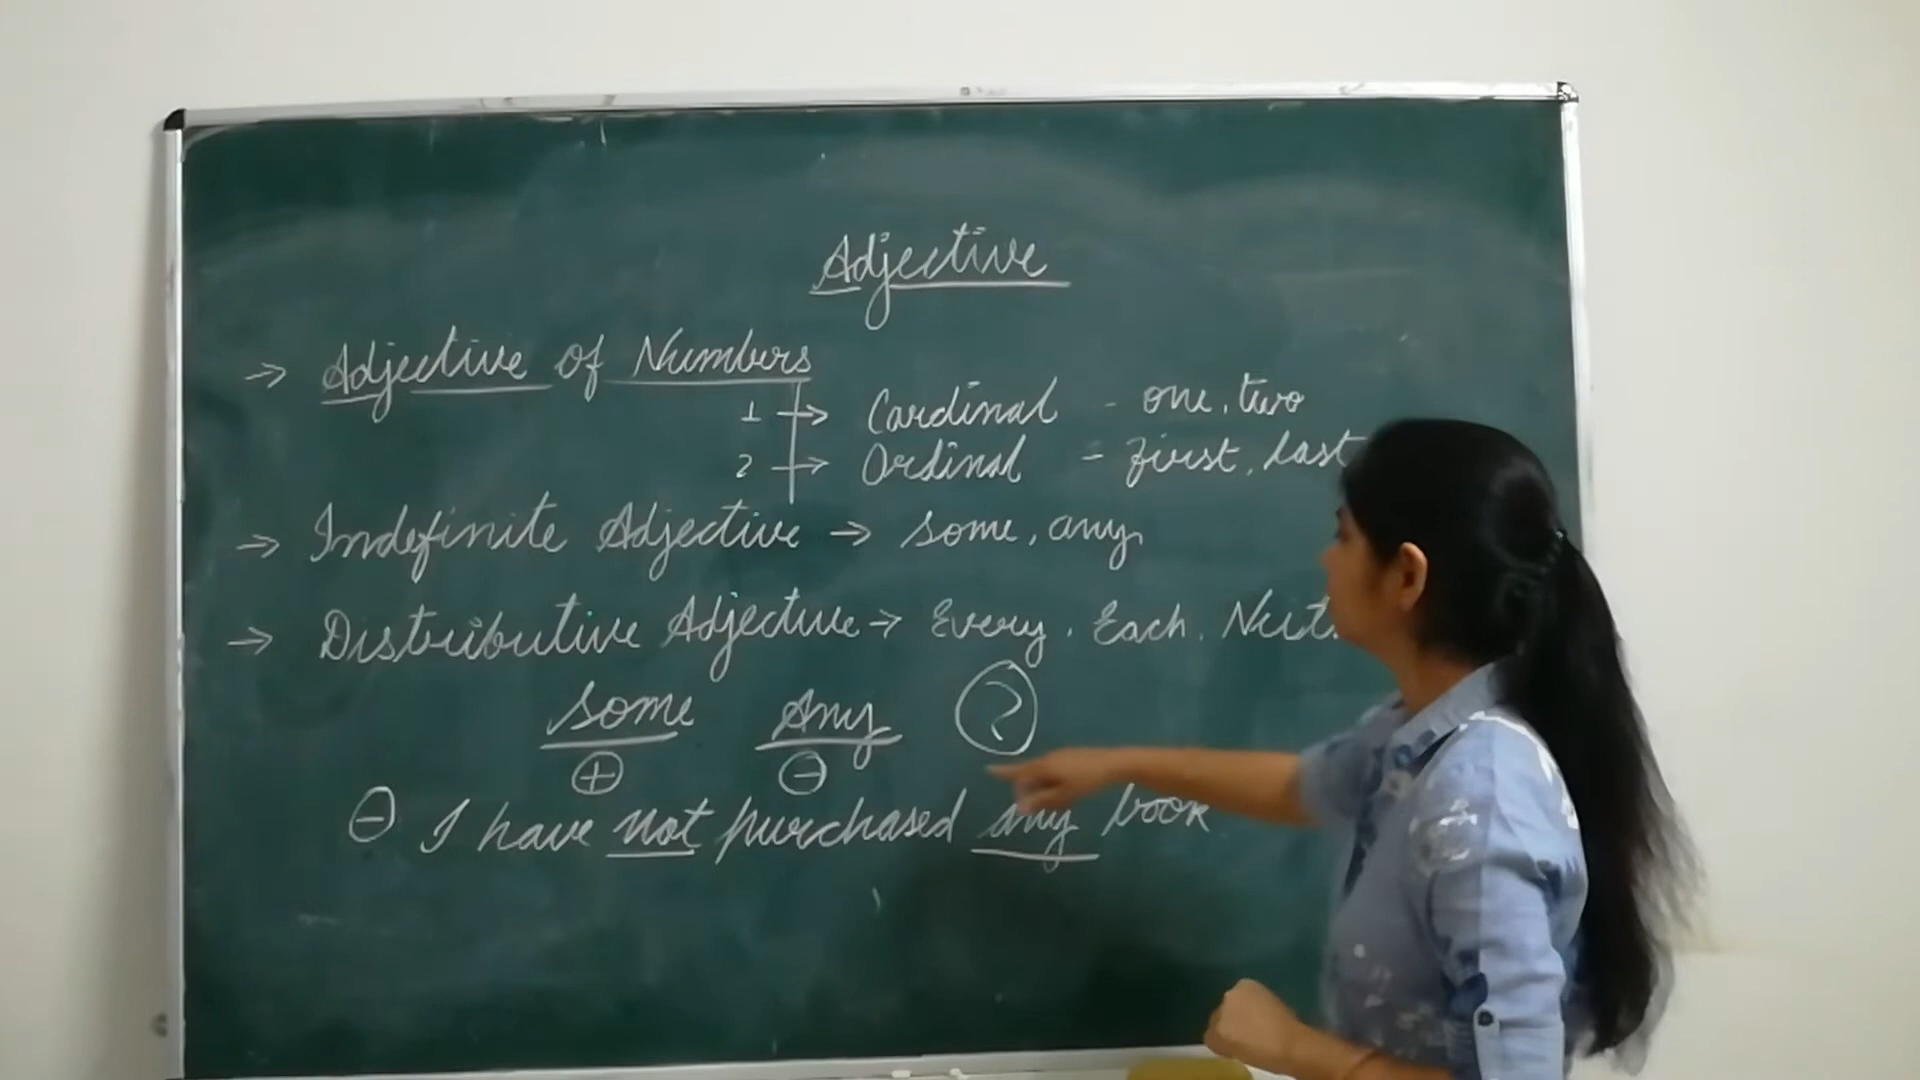 Adjective
→ Adjective of Numbers
1 → Cardinal - one, two
2 → Ordinal - first, last
→ Indefinite Adjective → some, any,
→ Distributive Adjective → Every, Each,
Some Any ?
+ -
- I have not purchased any book